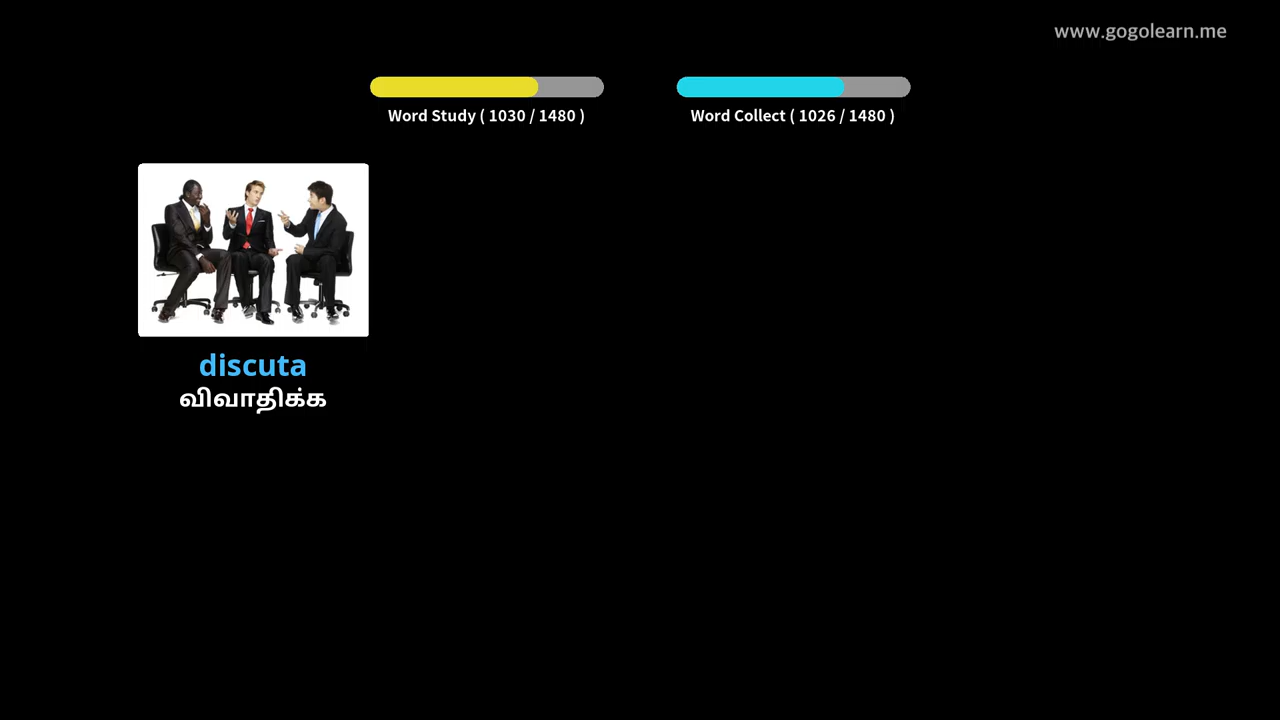 www.gogolearn.me
Word Study ( 1030 / 1480 )
Word Collect ( 1026 / 1480 )
discuta
விவாதிக்க